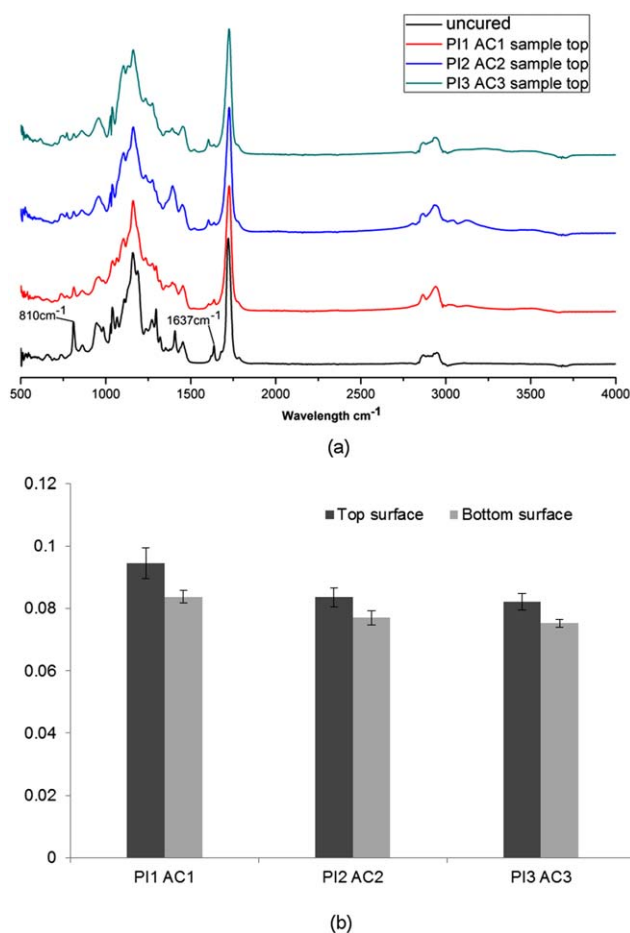 uncured
PI1 AC1 sample top
PI2 AC2 sample top
PI3 AC3 sample top
810cm-1
1637cm-1
500 1000 1500 2000 2500 3000 3500 4000
Wavelength cm-1
(a)
0.12
Top surface Bottom surface
0.1
0.08
0.06
0.04
0.02
0
PI1 AC1 PI2 AC2 PI3 AC3
(b)